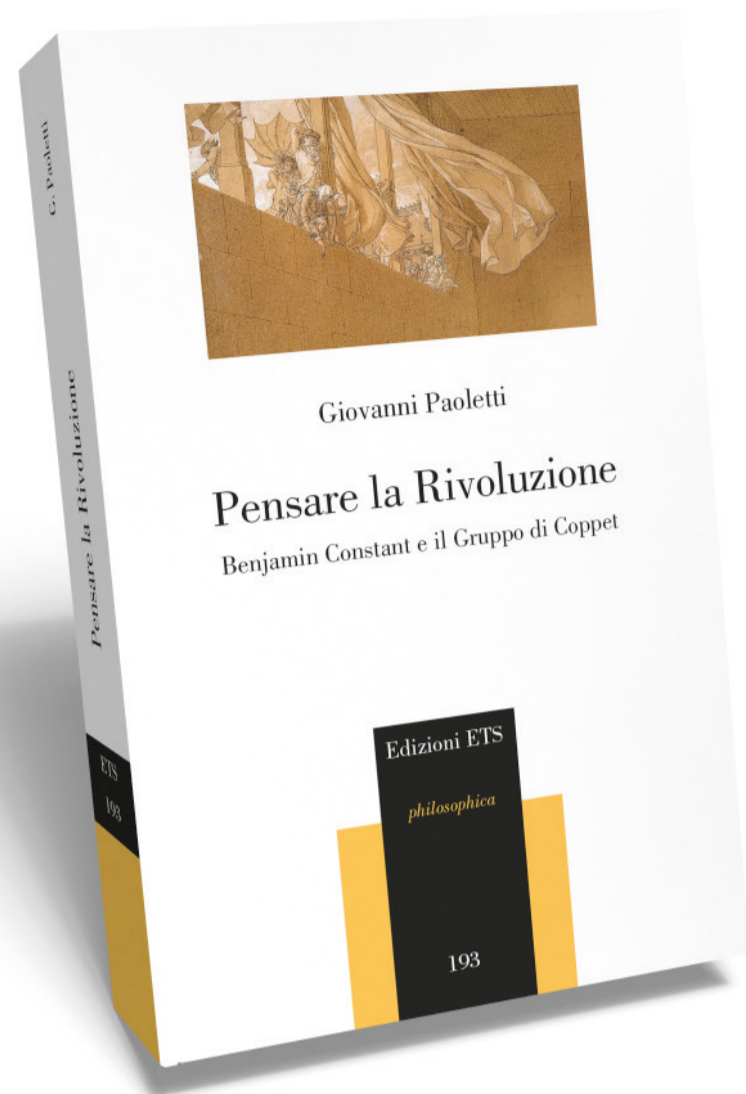 G. Paoletti
Pensare la Rivoluzione
ETS
193
Giovanni Paoletti
Pensare la Rivoluzione
Benjamin Constant e il Gruppo di Coppet
Edizioni ETS
philosophica
193